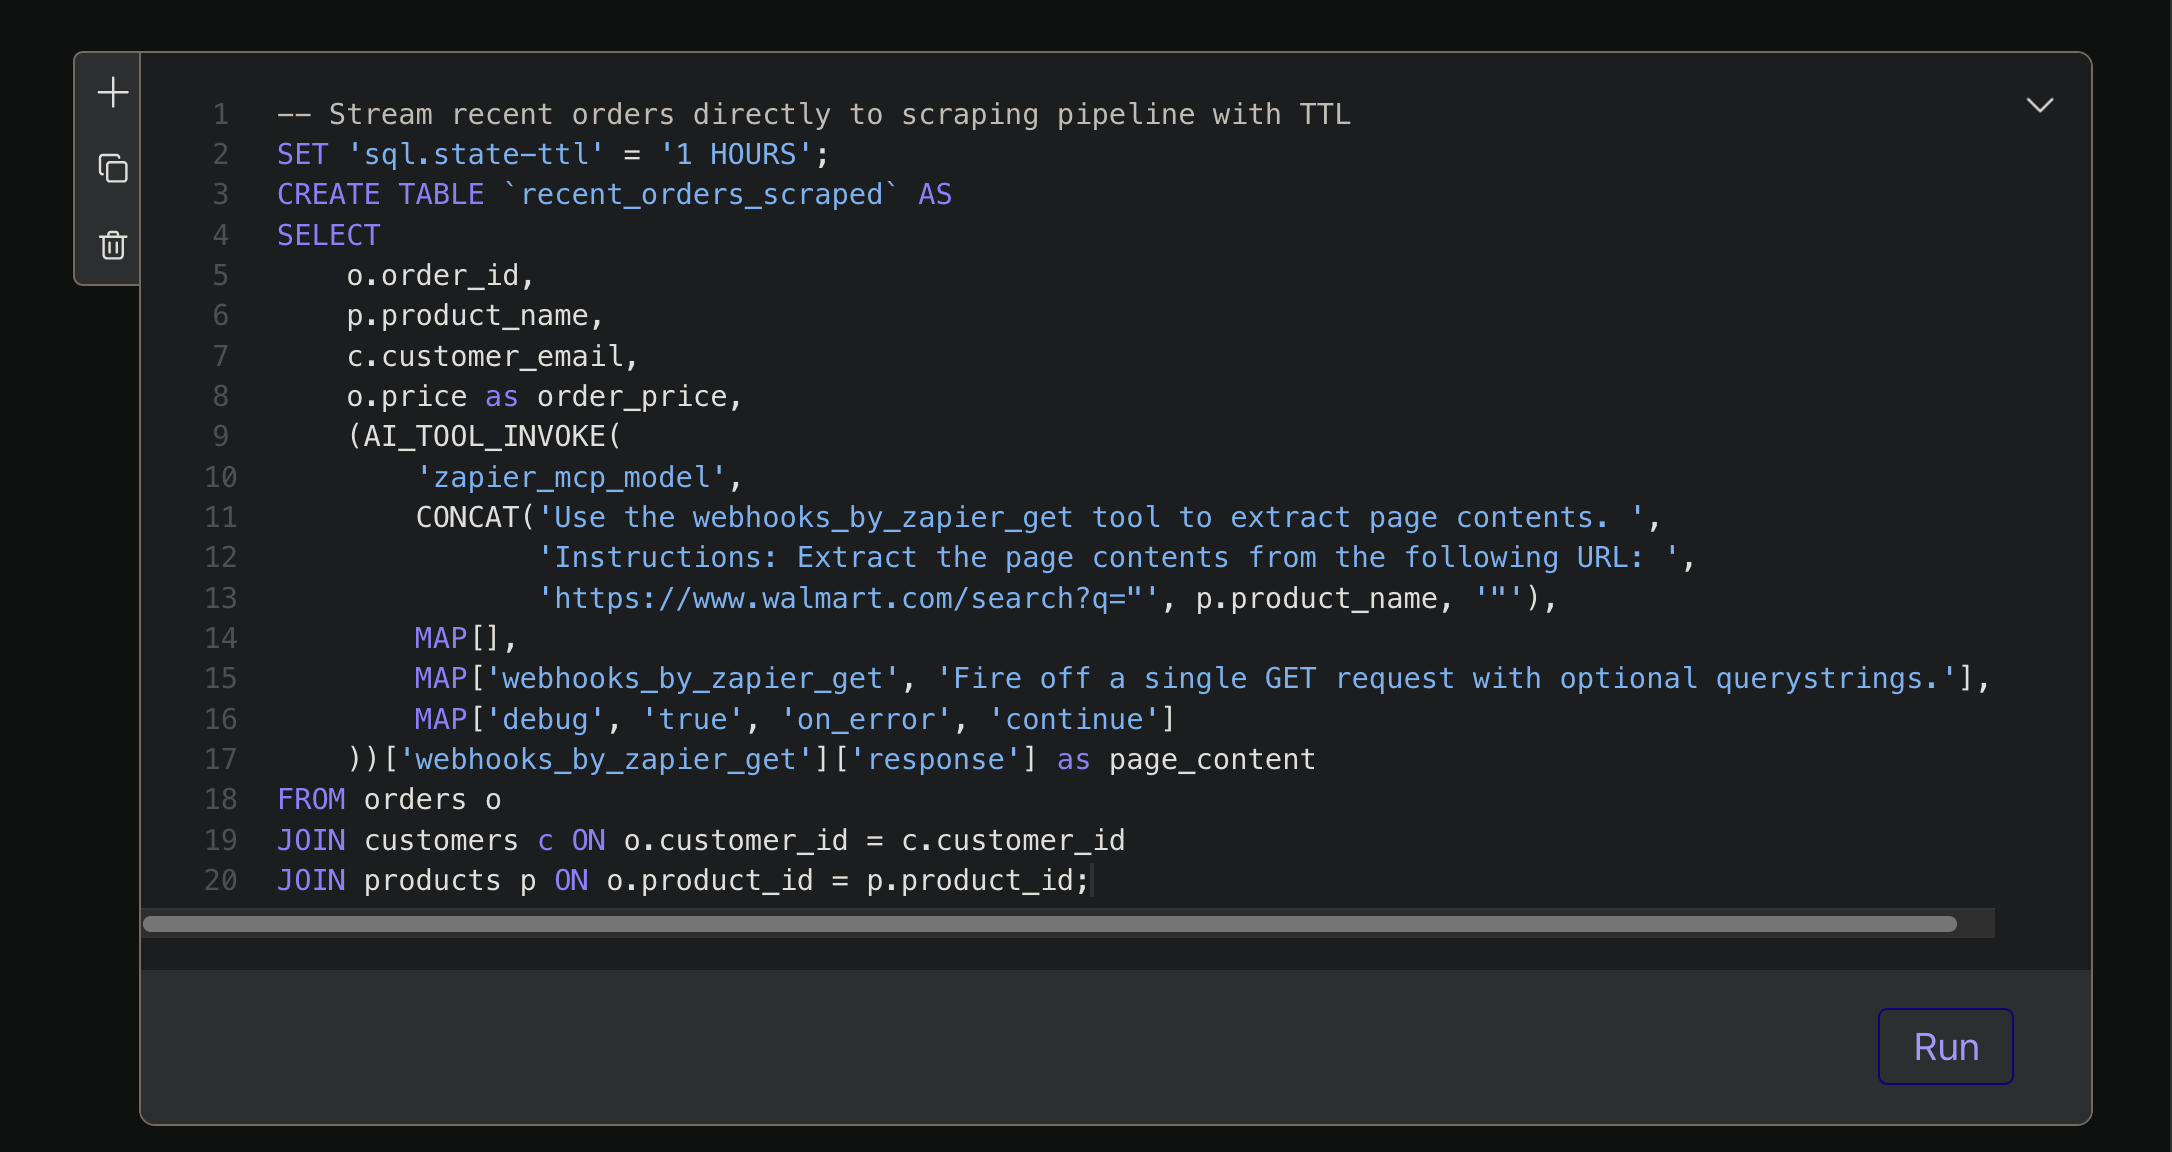 1 -- Stream recent orders directly to scraping pipeline with TTL
2 SET 'sql.state-ttl' = '1 HOURS';
3 CREATE TABLE `recent_orders_scraped` AS
4 SELECT
5     o.order_id,
6     p.product_name,
7     c.customer_email,
8     o.price as order_price,
9     (AI_TOOL_INVOKE(
10         'zapier_mcp_model',
11         CONCAT('Use the webhooks_by_zapier_get tool to extract page contents. ',
12                'Instructions: Extract the page contents from the following URL: ',
13                'https://www.walmart.com/search?q="', p.product_name, '"'),
14         MAP[],
15         MAP['webhooks_by_zapier_get', 'Fire off a single GET request with optional querystrings.'],
16         MAP['debug', 'true', 'on_error', 'continue']
17     ))['webhooks_by_zapier_get']['response'] as page_content
18 FROM orders o
19 JOIN customers c ON o.customer_id = c.customer_id
20 JOIN products p ON o.product_id = p.product_id;
Run